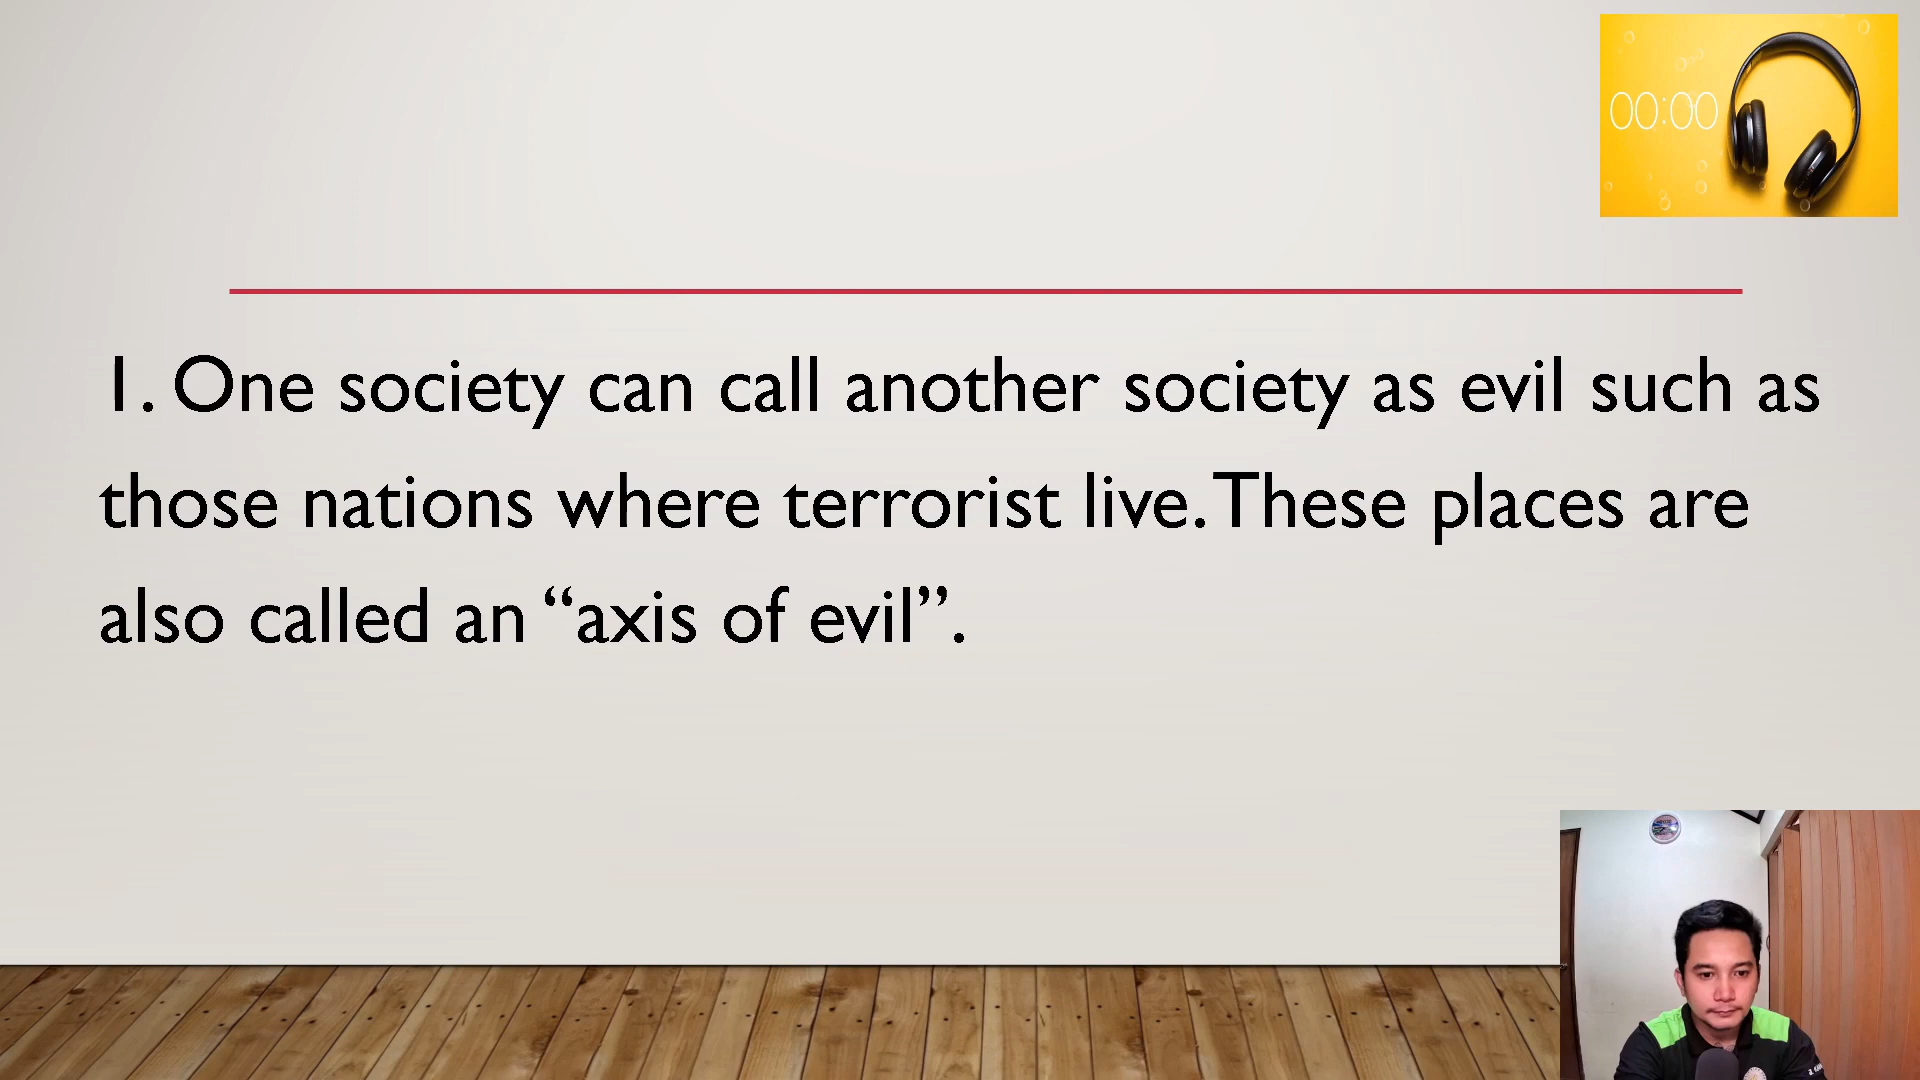 00:00
1. One society can call another society as evil such as
those nations where terrorist live. These places are
also called an “axis of evil”.